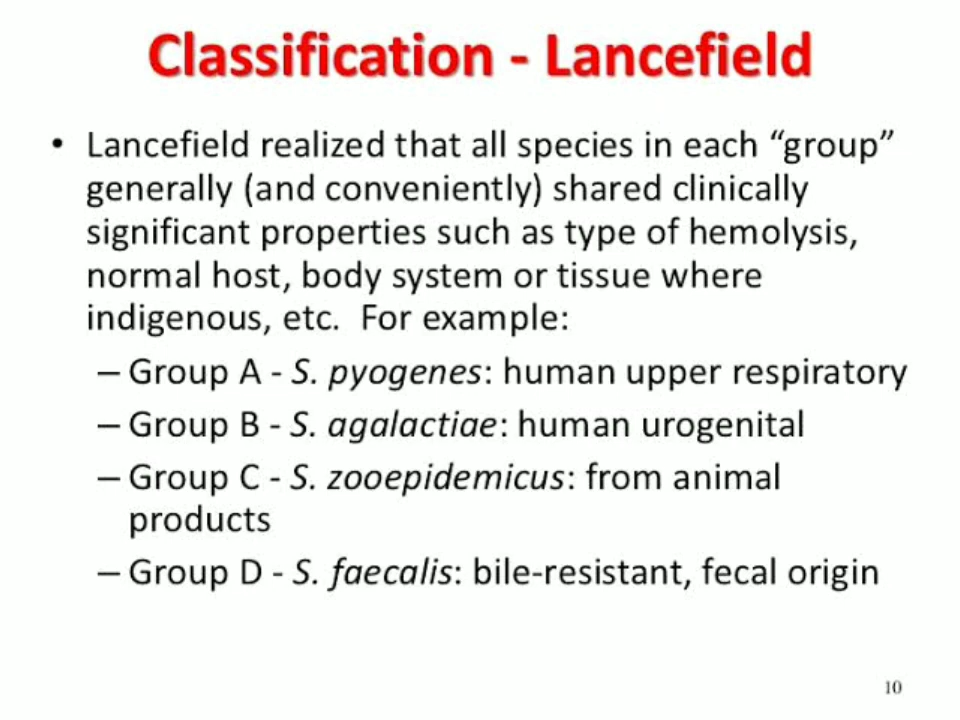 Classification - Lancefield
• Lancefield realized that all species in each “group”
generally (and conveniently) shared clinically
significant properties such as type of hemolysis,
normal host, body system or tissue where
indigenous, etc.  For example:
– Group A - S. pyogenes: human upper respiratory
– Group B - S. agalactiae: human urogenital
– Group C - S. zooepidemicus: from animal
products
– Group D - S. faecalis: bile-resistant, fecal origin
10